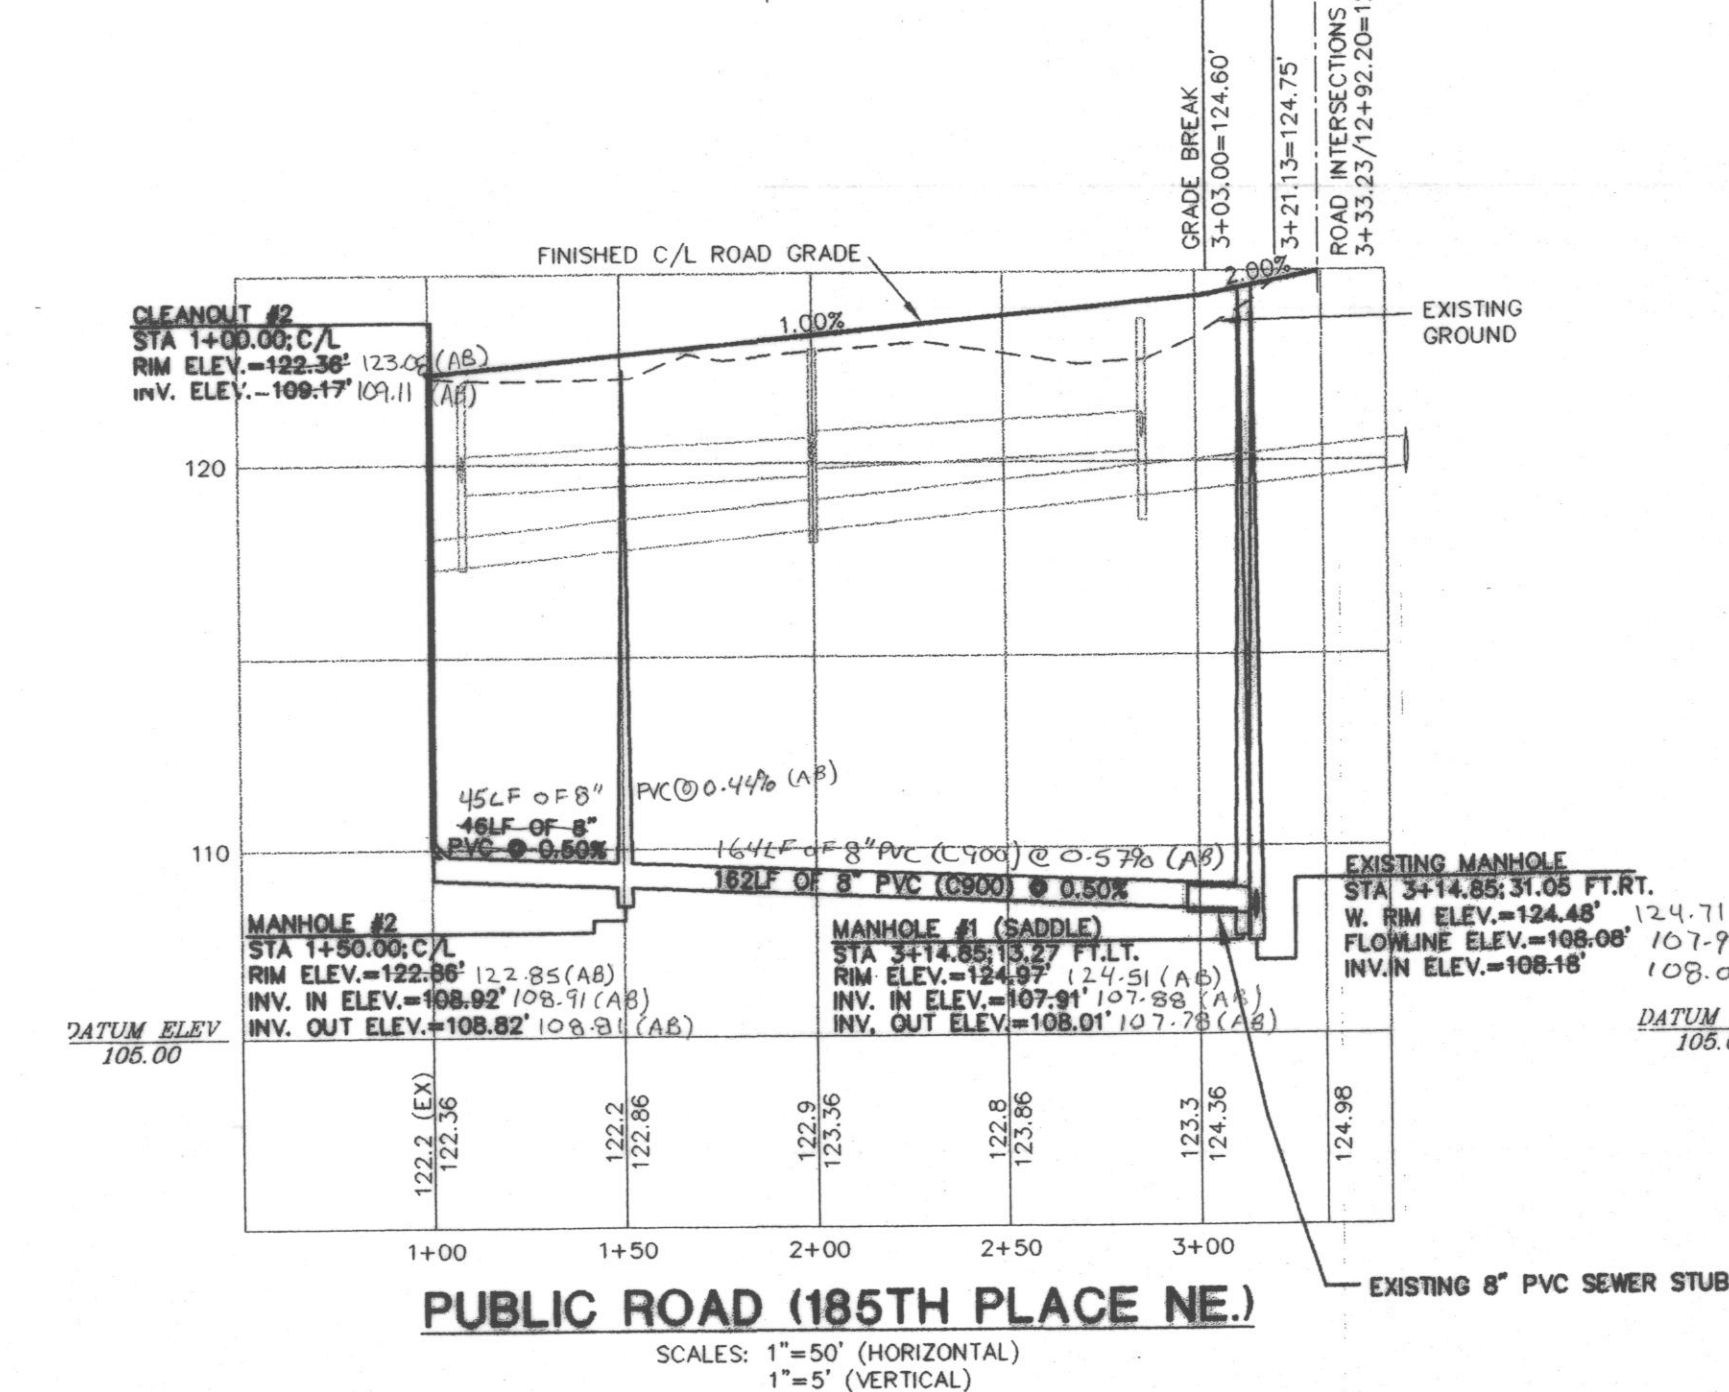 GRADE BREAK
3+03.00=124.60'
3+21.13=124.75'
ROAD INTERSECTIONS
3+33.23/12+92.20=1
FINISHED C/L ROAD GRADE
2.00%
1.00%
EXISTING
GROUND
CLEANOUT #2
STA 1+00.00; C/L
RIM ELEV.=122.36' 123.08 (AB)
INV. ELEV.=109.17' 109.11 (AB)
120
110
45LF OF 8" PVC @ 0.44% (AB)
46LF OF 8"
PVC @ 0.50%
164LF OF 8" PVC (C900) @ 0.57% (AB)
162LF OF 8" PVC (C900) @ 0.50%
MANHOLE #2
STA 1+50.00; C/L
RIM ELEV.=122.86' 122.85 (AB)
INV. IN ELEV.=108.92' 108.91 (AB)
INV. OUT ELEV.=108.82' 108.81 (AB)
MANHOLE #1 (SADDLE)
STA 3+14.85; 13.27 FT.LT.
RIM ELEV.=124.97' 124.51 (AB)
INV. IN ELEV.=107.91' 107.88 (AB)
INV. OUT ELEV.=108.01' 107.78 (AB)
EXISTING MANHOLE
STA 3+14.85; 31.05 FT.RT.
W. RIM ELEV.=124.48' 124.71
FLOWLINE ELEV.=108.08' 107.9
INV.IN ELEV.=108.18' 108.0
DATUM ELEV
105.00
DATUM
105.
122.2 (EX)
122.36
122.2
122.86
122.9
123.36
122.8
123.86
123.3
124.36
124.98
1+00 1+50 2+00 2+50 3+00
EXISTING 8" PVC SEWER STUB
PUBLIC ROAD (185TH PLACE NE.)
SCALES: 1"=50' (HORIZONTAL)
1"=5' (VERTICAL)